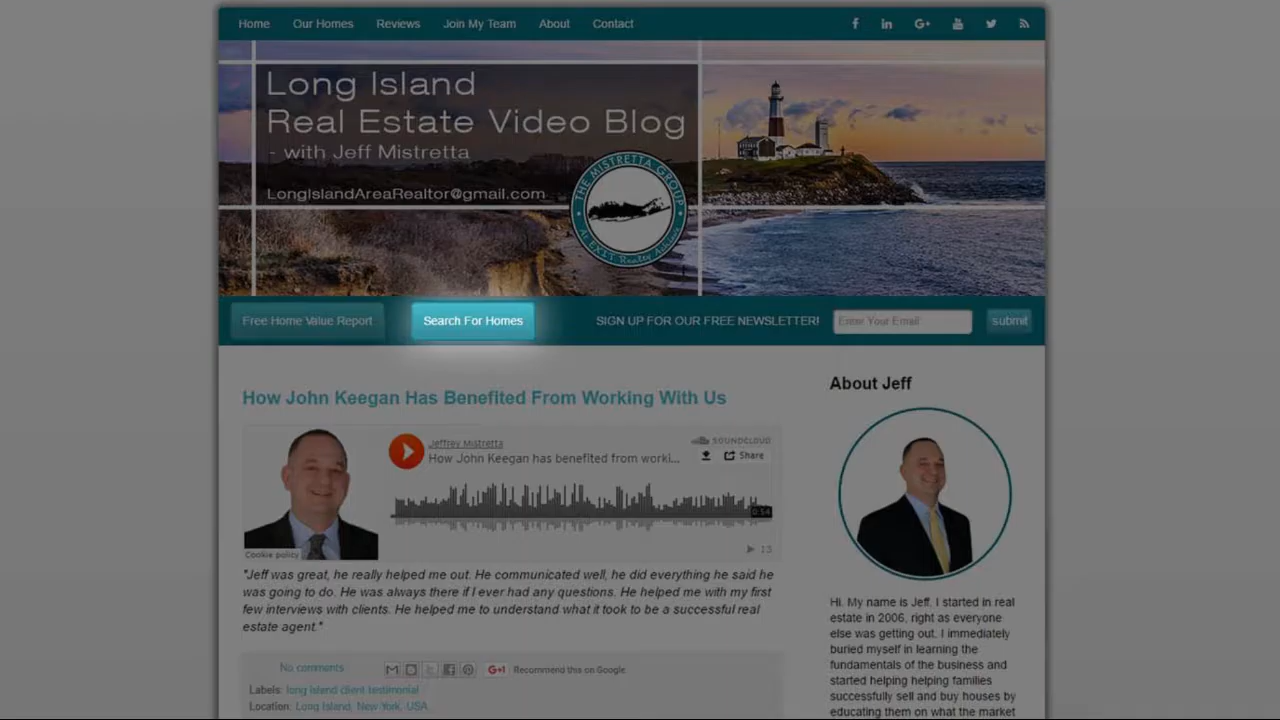 Home Our Homes Reviews Join My Team About Contact
Long Island
Real Estate Video Blog
- with Jeff Mistretta
LongIslandAreaRealtor@gmail.com
THE MISTRETTA GROUP
At EXIT Realty Achieve
Free Home Value Report Search For Homes SIGN UP FOR OUR FREE NEWSLETTER! Enter Your Email submit
How John Keegan Has Benefited From Working With Us
Jeffrey Mistretta SOUNDCLOUD
How John Keegan has benefited from worki... Share
0:54
Cookie policy 13
"Jeff was great, he really helped me out. He communicated well, he did everything he said he
was going to do. He was always there if I ever had any questions. He helped me with my first
few interviews with clients. He helped me to understand what it took to be a successful real
estate agent."
No comments: G+1 Recommend this on Google
Labels: long island client testimonial
Location: Long Island, New York, USA
About Jeff
Hi. My name is Jeff. I started in real
estate in 2006, right as everyone
else was getting out. I immediately
buried myself in learning the
fundamentals of the business and
started helping helping families
successfully sell and buy houses by
educating them on what the market